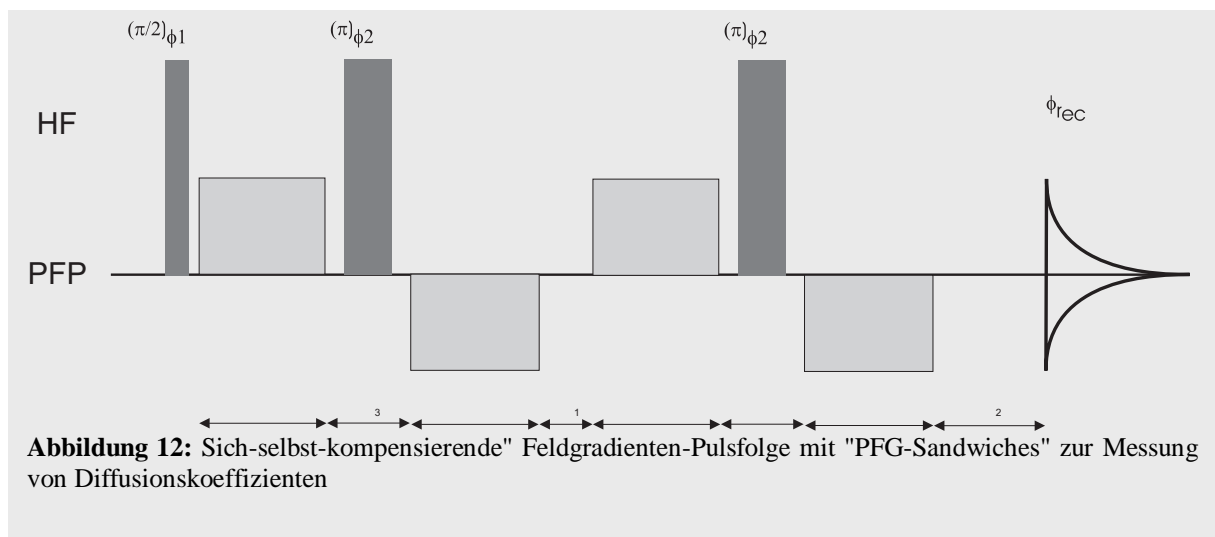 (π/2)ϕ1 (π)ϕ2 (π)ϕ2
HF
ϕrec
PFP
3 1 2
Abbildung 12: Sich-selbst-kompensierende" Feldgradienten-Pulsfolge mit "PFG-Sandwiches" zur Messung
von Diffusionskoeffizienten